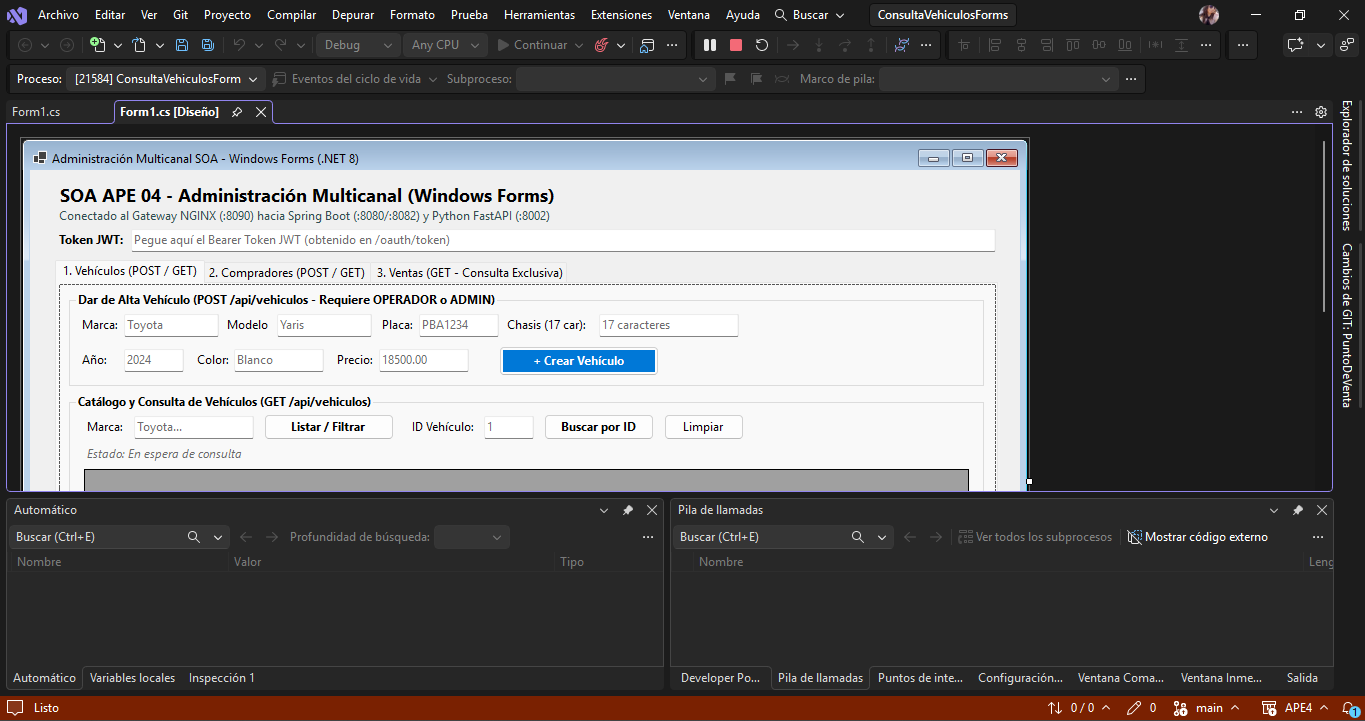 Archivo Editar Ver Git Proyecto Compilar Depurar Formato Prueba Herramientas Extensiones Ventana Ayuda Buscar ConsultaVehiculosForms
Debug Any CPU Continuar
Proceso: [21584] ConsultaVehiculosForm Eventos del ciclo de vida Subproceso: Marco de pila:
Form1.cs Form1.cs [Diseño]
Administración Multicanal SOA - Windows Forms (.NET 8)
SOA APE 04 - Administración Multicanal (Windows Forms)
Conectado al Gateway NGINX (:8090) hacia Spring Boot (:8080/:8082) y Python FastAPI (:8002)
Token JWT: Pegue aquí el Bearer Token JWT (obtenido en /oauth/token)
1. Vehículos (POST / GET) 2. Compradores (POST / GET) 3. Ventas (GET - Consulta Exclusiva)
Dar de Alta Vehículo (POST /api/vehiculos - Requiere OPERADOR o ADMIN)
Marca: Toyota Modelo Yaris Placa: PBA1234 Chasis (17 car): 17 caracteres
Año: 2024 Color: Blanco Precio: 18500.00 + Crear Vehículo
Catálogo y Consulta de Vehículos (GET /api/vehiculos)
Marca: Toyota... Listar / Filtrar ID Vehículo: 1 Buscar por ID Limpiar
Estado: En espera de consulta
Explorador de soluciones
Cambios de GIT: PuntoDeVenta
Automático
Buscar (Ctrl+E) Profundidad de búsqueda:
Nombre Valor Tipo
Automático Variables locales Inspección 1
Pila de llamadas
Buscar (Ctrl+E) Ver todos los subprocesos Mostrar código externo
Nombre Leng
Developer Po... Pila de llamadas Puntos de inte... Configuración... Ventana Coma... Ventana Inme... Salida
Listo 0 / 0 0 main APE4 1